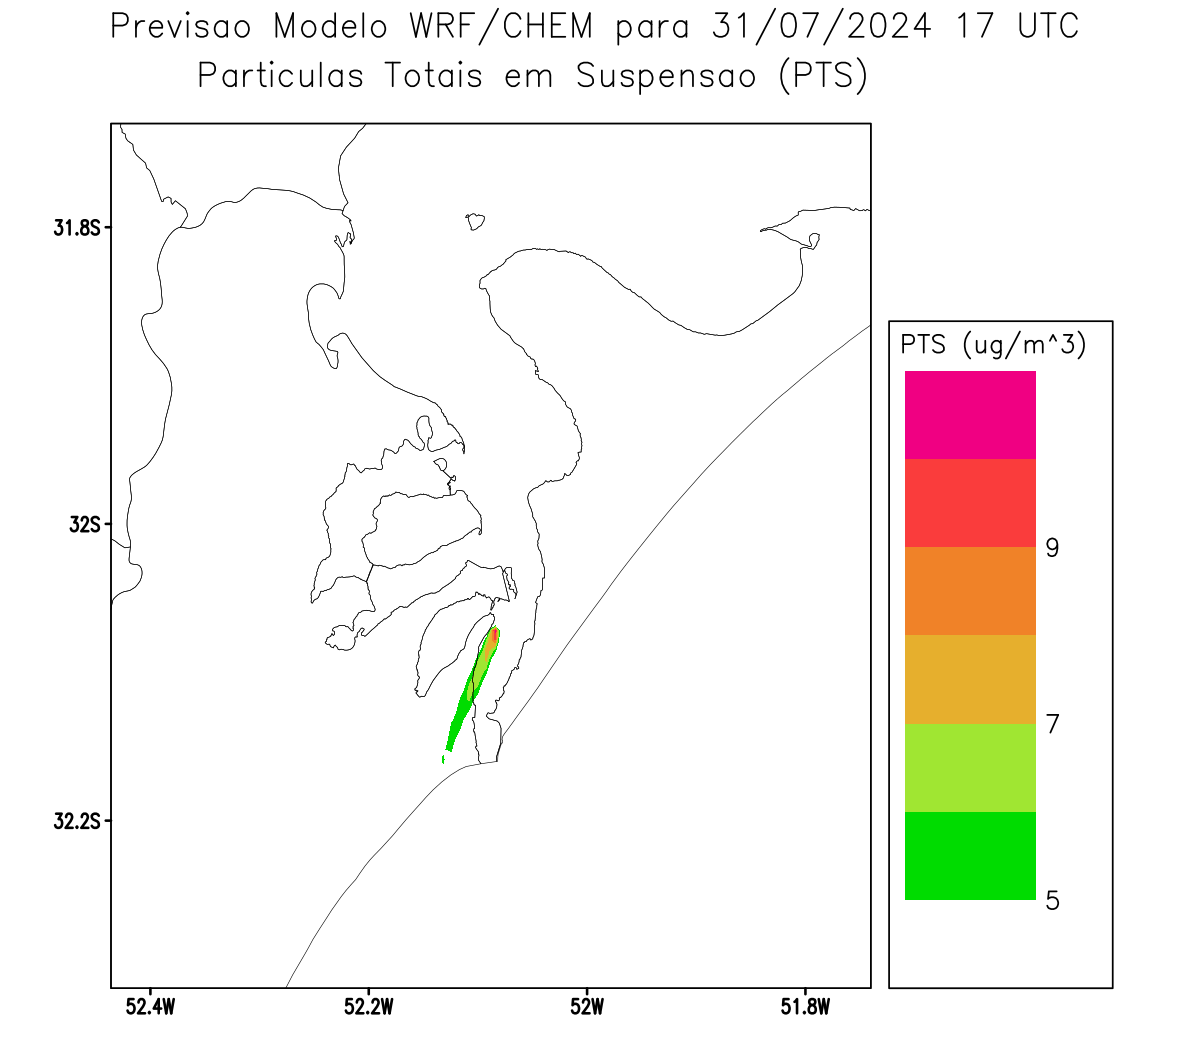 Previsao Modelo WRF/CHEM para 31/07/2024 17 UTC
Particulas Totais em Suspensao (PTS)
31.8S
32S
32.2S
52.4W
52.2W
52W
51.8W
PTS (ug/m^3)
9
7
5